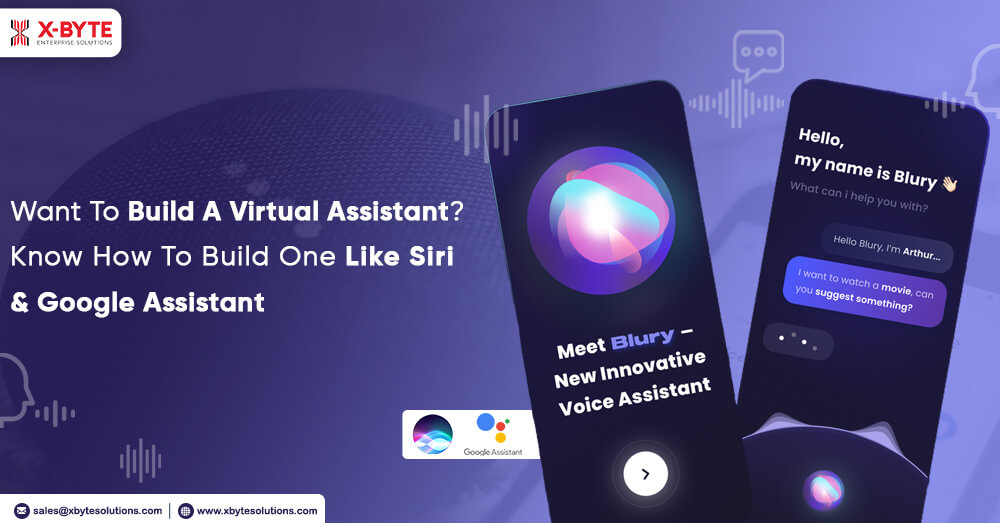 X-BYTE
ENTERPRISE SOLUTIONS
Want To Build A Virtual Assistant?
Know How To Build One Like Siri
& Google Assistant
Google Assistant
Meet Blury –
New Innovative
Voice Assistant
Hello,
my name is Blury 👋🏻
What can i help you with?
Hello Blury, I'm Arthur...
I want to watch a movie, can
you suggest something?
sales@xbytesolutions.com
www.xbytesolutions.com